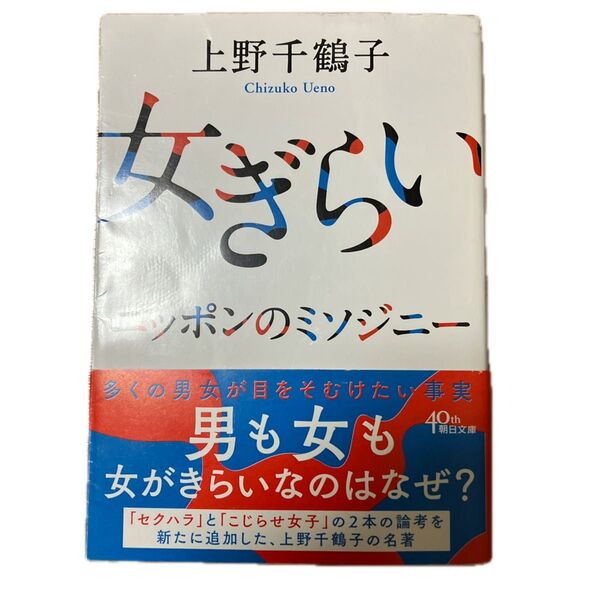 上野千鶴子
Chizuko Ueno
女ぎらい
ニッポンのミソジニー
多くの男女が目をそむけたい事実
40th
朝日文庫
男も女も
女がきらいなのはなぜ?
「セクハラ」と「こじらせ女子」の2本の論考を
新たに追加した、上野千鶴子の名著